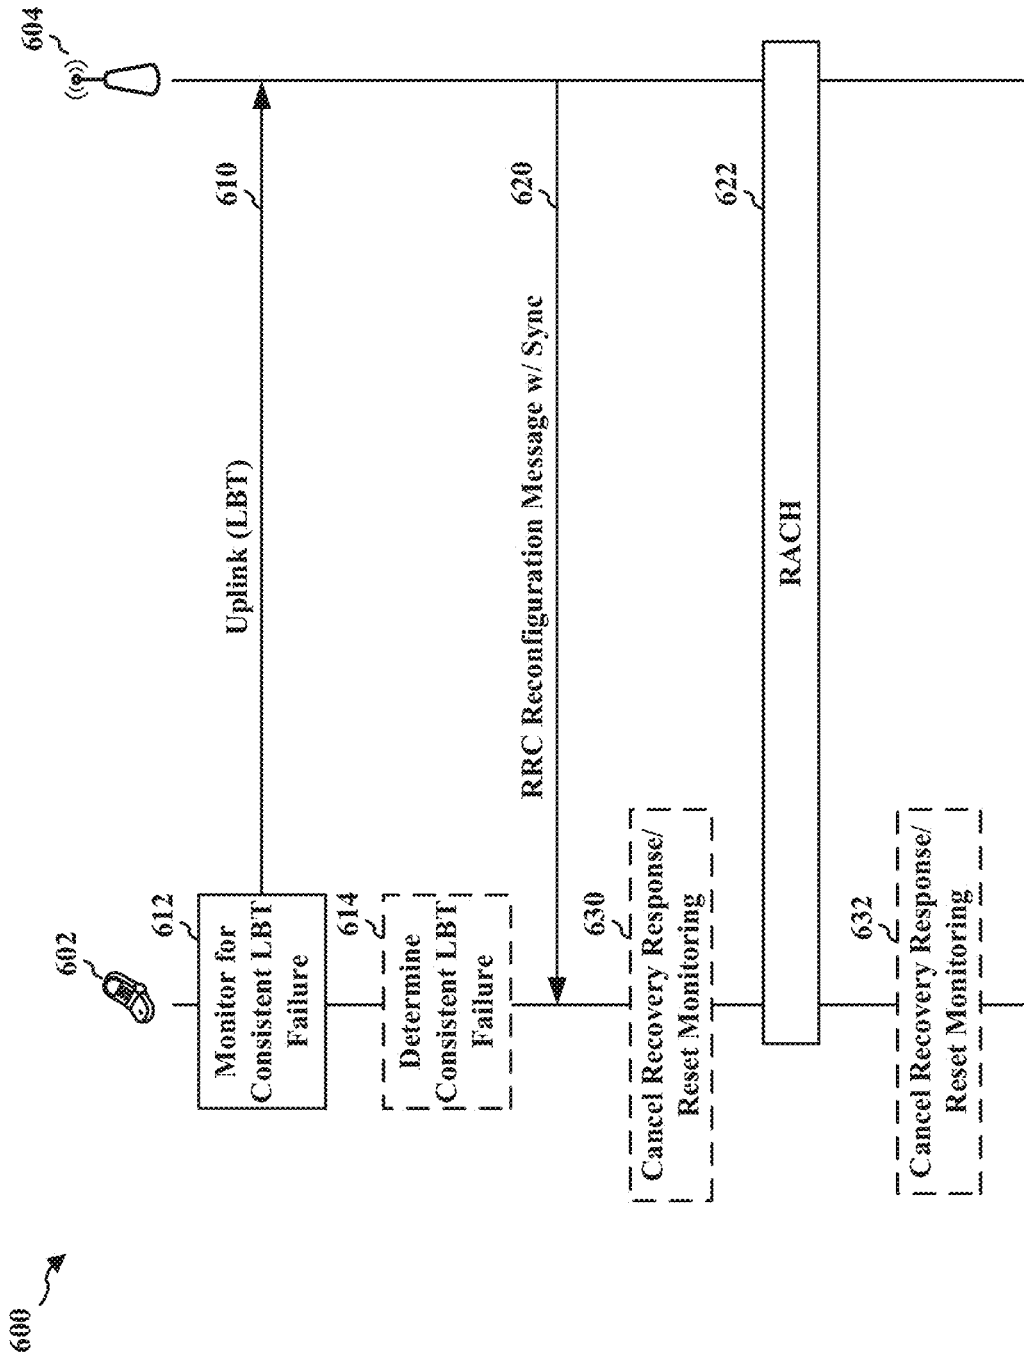 600
602
604
612
Monitor for
Consistent LBT
Failure
Uplink (LBT)
610
614
Determine
Consistent LBT
Failure
RRC Reconfiguration Message w/ Sync
620
630
Cancel Recovery Response/
Reset Monitoring
622
RACH
632
Cancel Recovery Response/
Reset Monitoring